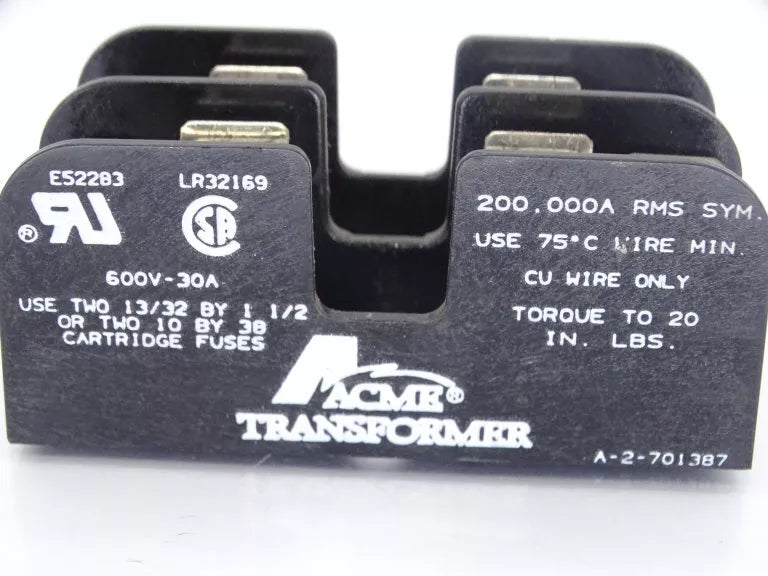 E52283
LR32169
UR®
SA
600V-30A
USE TWO 13/32 BY 1 1/2
OR TWO 10 BY 38
CARTRIDGE FUSES
200,000A RMS SYM.
USE 75°C WIRE MIN.
CU WIRE ONLY
TORQUE TO 20
IN. LBS.
ACME®
TRANSFORMER
A-2-701387